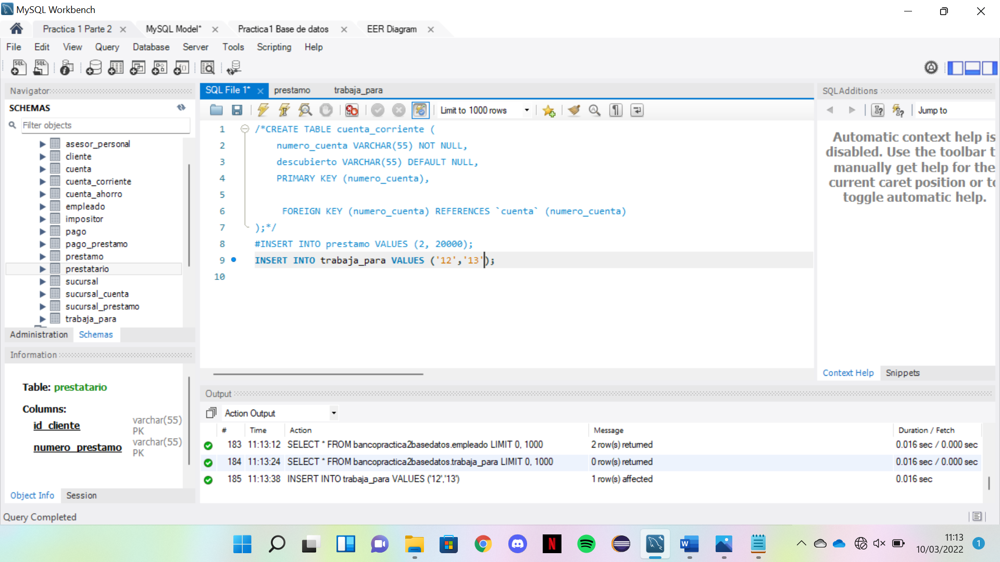 MySQL Workbench
Practica 1 Parte 2
MySQL Model*
Practica1 Base de datos
EER Diagram
File Edit View Query Database Server Tools Scripting Help
Navigator
SCHEMAS
Filter objects
asesor_personal
cliente
cuenta
cuenta_corriente
cuenta_ahorro
empleado
impositor
pago
pago_prestamo
prestamo
prestatario
sucursal
sucursal_cuenta
sucursal_prestamo
trabaja_para
Administration Schemas
Information
Table: prestatario
Columns:
id_cliente varchar(55) PK
numero_prestamo varchar(55) PK
Object Info Session
Query Completed
SQL File 1* prestamo trabaja_para
Limit to 1000 rows
1 /*CREATE TABLE cuenta_corriente (
2 numero_cuenta VARCHAR(55) NOT NULL,
3 descubierto VARCHAR(55) DEFAULT NULL,
4 PRIMARY KEY (numero_cuenta),
5
6 FOREIGN KEY (numero_cuenta) REFERENCES `cuenta` (numero_cuenta)
7 );*/
8 #INSERT INTO prestamo VALUES (2, 20000);
9 INSERT INTO trabaja_para VALUES ('12','13');
10
SQLAdditions
Jump to
Automatic context help is
disabled. Use the toolbar t
manually get help for the
current caret position or to
toggle automatic help.
Context Help Snippets
Output
Action Output
# Time Action Message Duration / Fetch
183 11:13:12 SELECT * FROM bancopractica2basedatos.empleado LIMIT 0, 1000 2 row(s) returned 0.016 sec / 0.000 sec
184 11:13:24 SELECT * FROM bancopractica2basedatos.trabaja_para LIMIT 0, 1000 0 row(s) returned 0.016 sec / 0.000 sec
185 11:13:38 INSERT INTO trabaja_para VALUES ('12','13') 1 row(s) affected 0.016 sec
11:13
10/03/2022
1